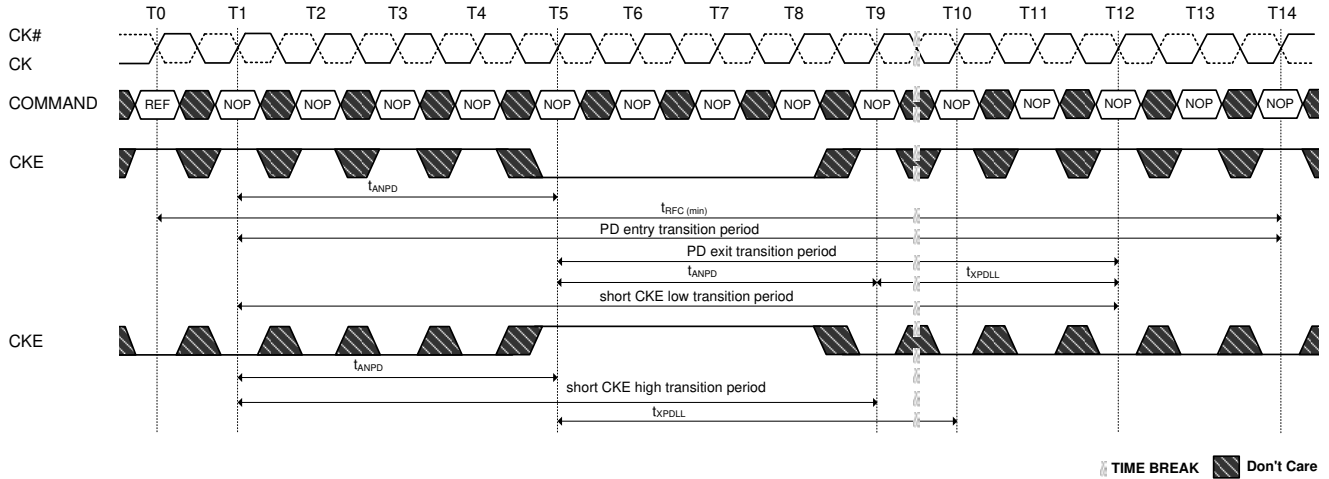 T0 T1 T2 T3 T4 T5 T6 T7 T8 T9 T10 T11 T12 T13 T14
CK#
CK
COMMAND REF NOP NOP NOP NOP NOP NOP NOP NOP NOP NOP NOP NOP NOP NOP
CKE
tANPD
tRFC (min)
PD entry transition period
PD exit transition period
tANPD tXPDLL
short CKE low transition period
CKE
tANPD
short CKE high transition period
tXPDLL
TIME BREAK Don't Care